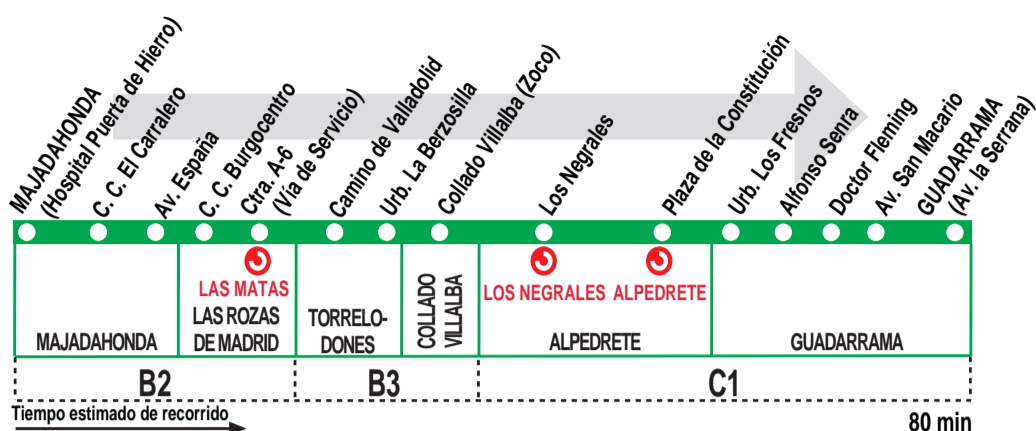 MAJADAHONDA
(Hospital Puerta de Hierro)
C. C. El Carralero
Av. España
C. C. Burgocentro
Ctra. A-6
(Vía de Servicio)
Camino de Valladolid
Urb. La Berzosilla
Collado Villalba (Zoco)
Los Negrales
Plaza de la Constitución
Urb. Los Fresnos
Alfonso Senra
Doctor Fleming
Av. San Macario
GUADARRAMA
(Av. la Serrana)
LAS MATAS
LOS NEGRALES
ALPEDRETE
MAJADAHONDA
LAS ROZAS
DE MADRID
TORRELO-
DONES
COLLADO
VILLALBA
ALPEDRETE
GUADARRAMA
B2
B3
C1
Tiempo estimado de recorrido
80 min